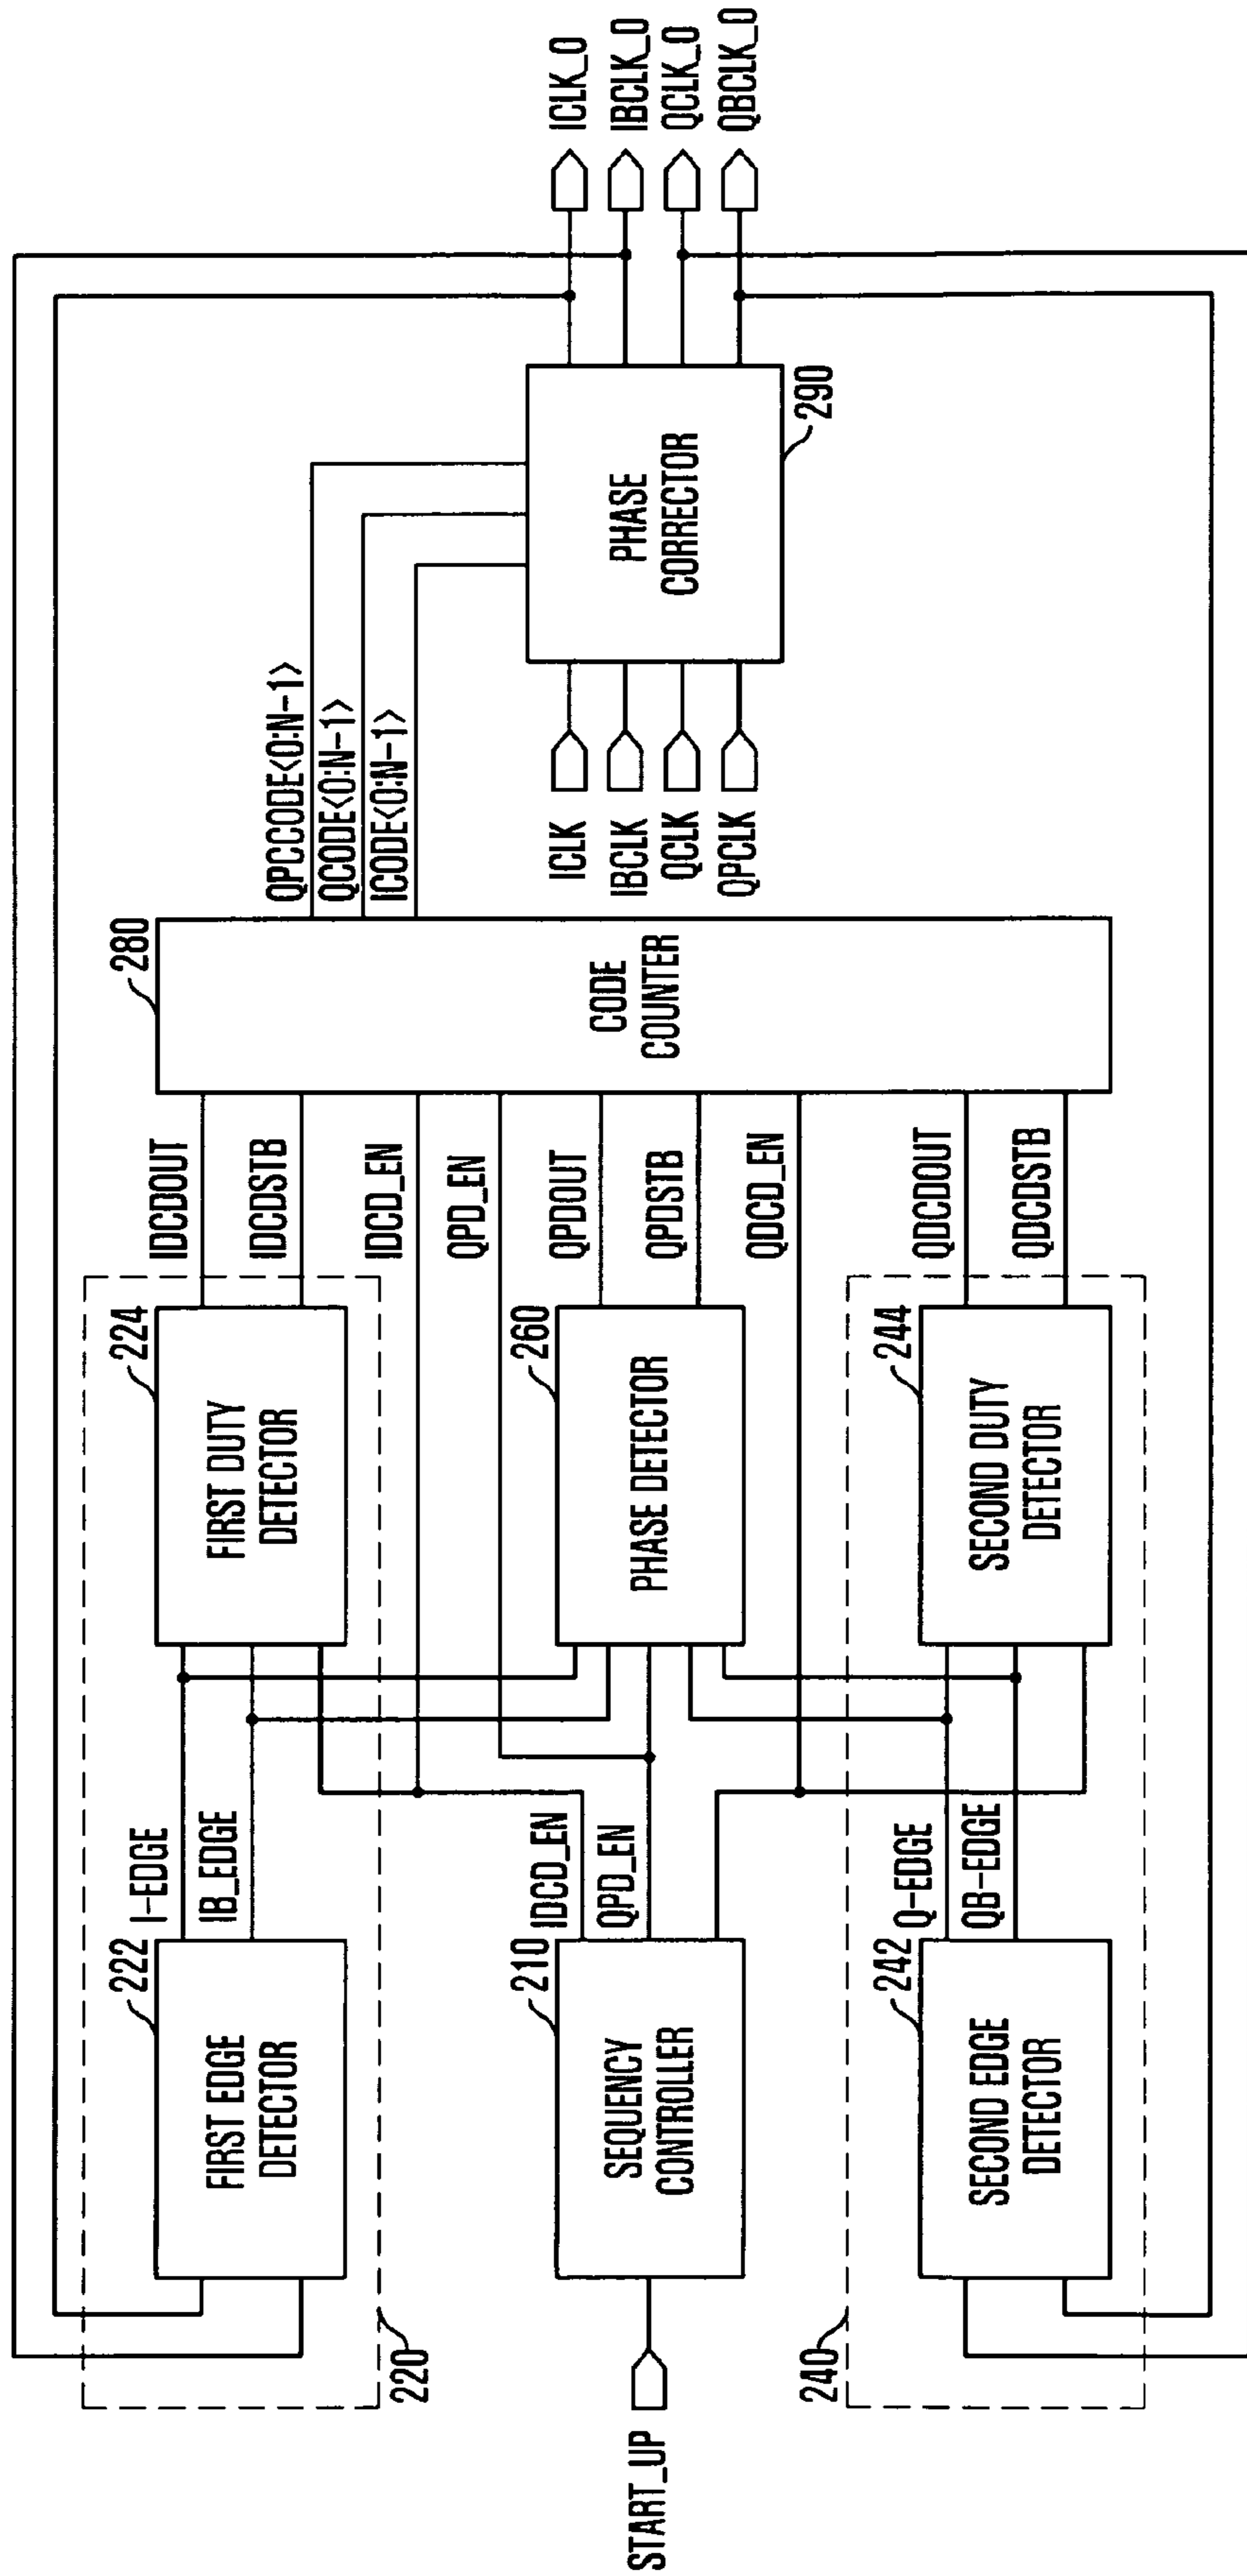 220
222
FIRST EDGE
DETECTOR
I-EDGE
IB_EDGE
224
FIRST DUTY
DETECTOR
IDCDOUT
IDCDSTB
IDCD_EN
QPD_EN
QPDOUT
QPDSTB
QDCD_EN
QDCDOUT
QDCDSTB
START_UP
210
SEQUENCY
CONTROLLER
IDCD_EN
QPD_EN
260
PHASE DETECTOR
240
242
SECOND EDGE
DETECTOR
Q-EDGE
QB-EDGE
244
SECOND DUTY
DETECTOR
280
CODE
COUNTER
QPCCODE<0:N-1>
QCODE<0:N-1>
ICODE<0:N-1>
ICLK
IBCLK
QCLK
QPCLK
PHASE
CORRECTOR
290
ICLK_O
IBCLK_O
QCLK_O
QBCLK_O